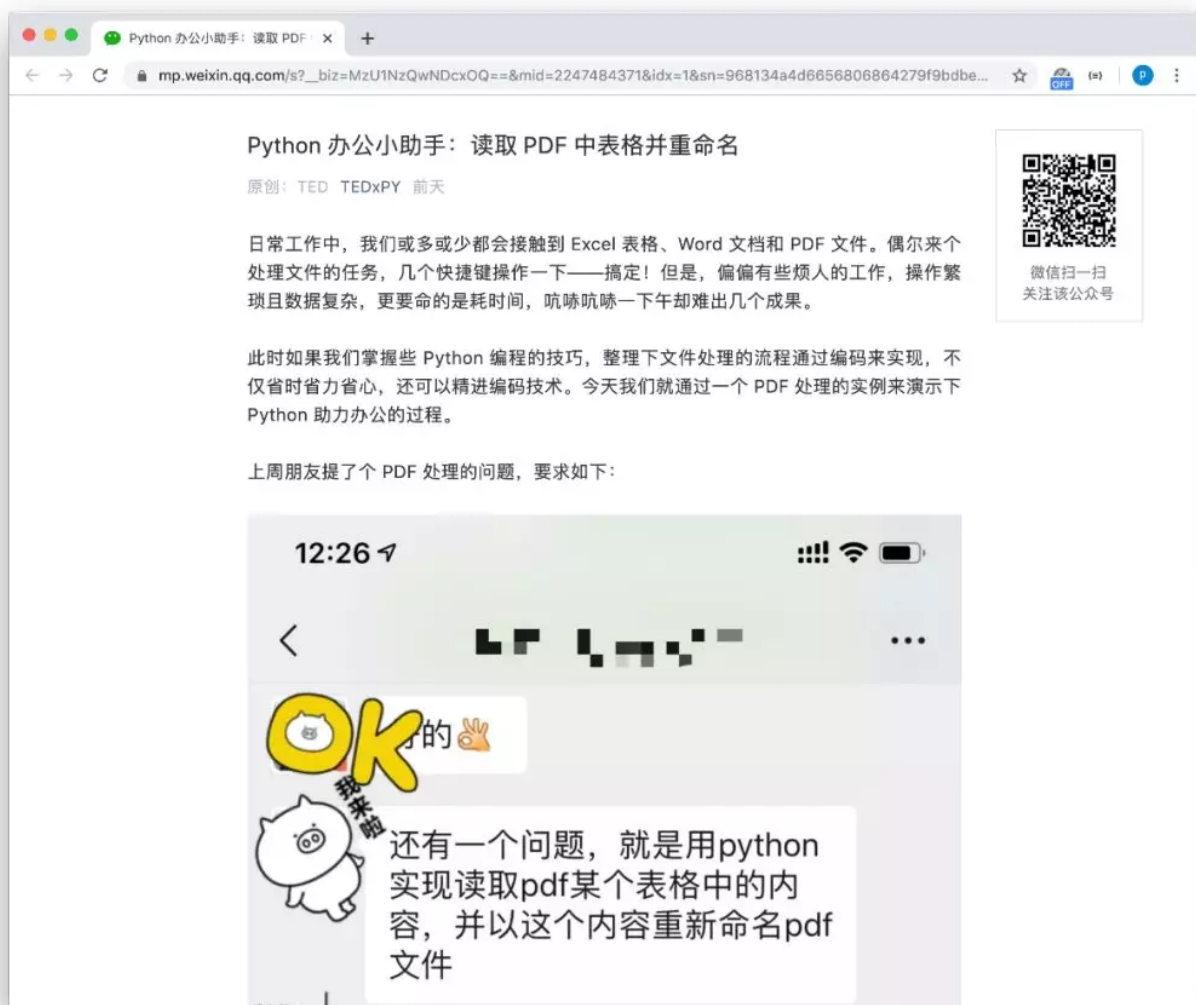 Python 办公小助手：读取 PDF
mp.weixin.qq.com/s?__biz=MzU1NzQwNDcxOQ==&mid=2247484371&idx=1&sn=968134a4d6656806864279f9bdbe...
OFF
P
Python 办公小助手：读取 PDF 中表格并重命名
原创： TED TEDxPY 前天
微信扫一扫
关注该公众号
日常工作中，我们或多或少都会接触到 Excel 表格、Word 文档和 PDF 文件。偶尔来个
处理文件的任务，几个快捷键操作一下——搞定！但是，偏偏有些烦人的工作，操作繁
琐且数据复杂，更要命的是耗时间，吭哧吭哧一下午却难出几个成果。
此时如果我们掌握些 Python 编程的技巧，整理下文件处理的流程通过编码来实现，不
仅省时省力省心，还可以精进编码技术。今天我们就通过一个 PDF 处理的实例来演示下
Python 助力办公的过程。
上周朋友提了个 PDF 处理的问题，要求如下：
12:26
OK
的
我来啦
还有一个问题，就是用python
实现读取pdf某个表格中的内
容，并以这个内容重新命名pdf
文件